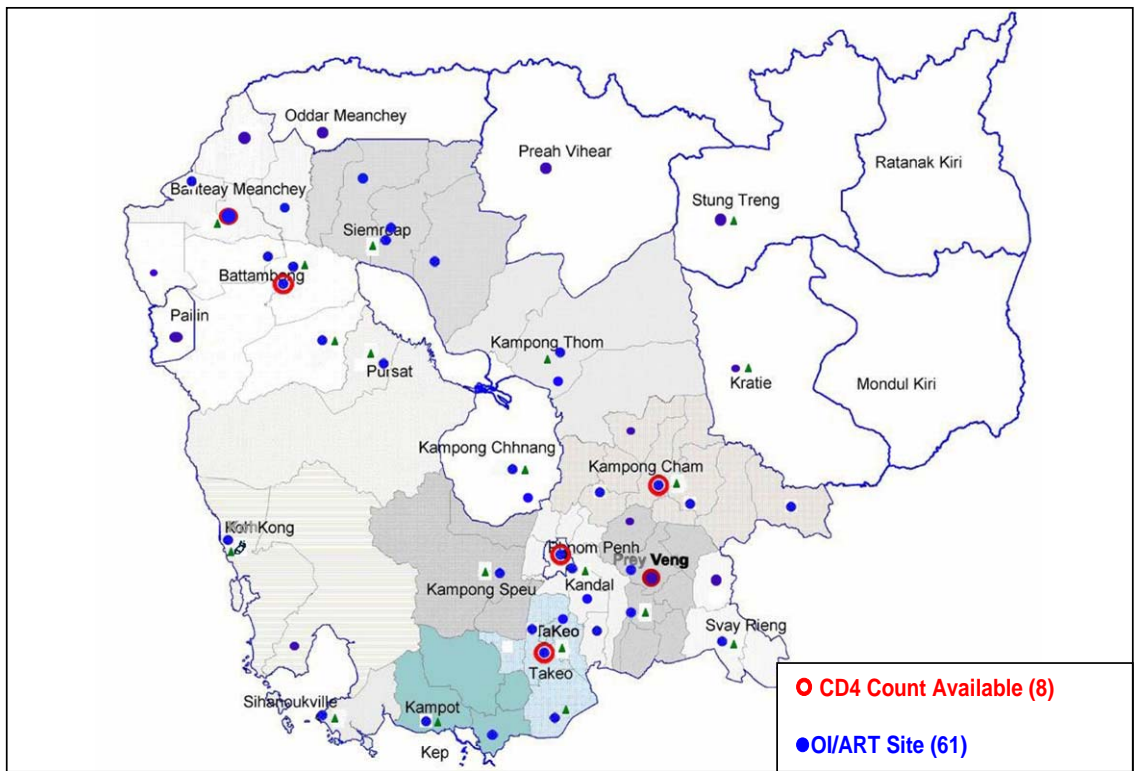 Oddar Meanchey
Preah Vihear
Ratanak Kiri
Banteay Meanchey
Stung Treng
Siemreap
Battambang
Pailin
Kampong Thom
Pursat
Kratie
Mondul Kiri
Kampong Chhnang
Kampong Cham
Koh Kong
Phnom Penh
Prey Veng
Kampong Speu
Kandal
Svay Rieng
TaKeo
Takeo
Sihanoukville
Kampot
Kep
CD4 Count Available (8)
OI/ART Site (61)